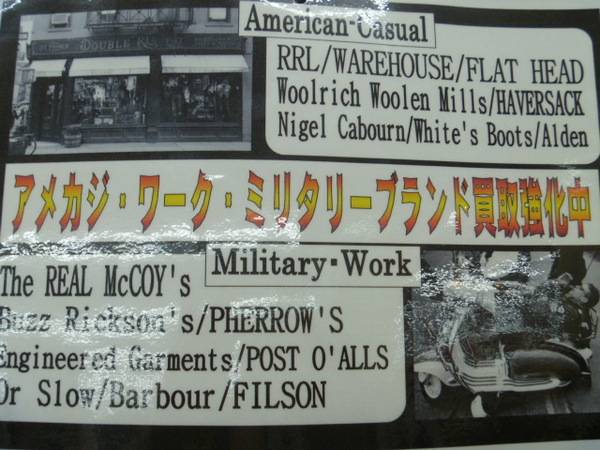 American・Casual
RRL/WAREHOUSE/FLAT HEAD
Woolrich Woolen Mills/HAVERSACK
Nigel Cabourn/White's Boots/Alden
DOUBLE
アメカジ・ワーク・ミリタリーブランド買取強化中
Military・Work
The REAL McCOY's
Buzz Rickson's/PHERROW'S
Engineered Garments/POST O'ALLS
Or Slow/Barbour/FILSON